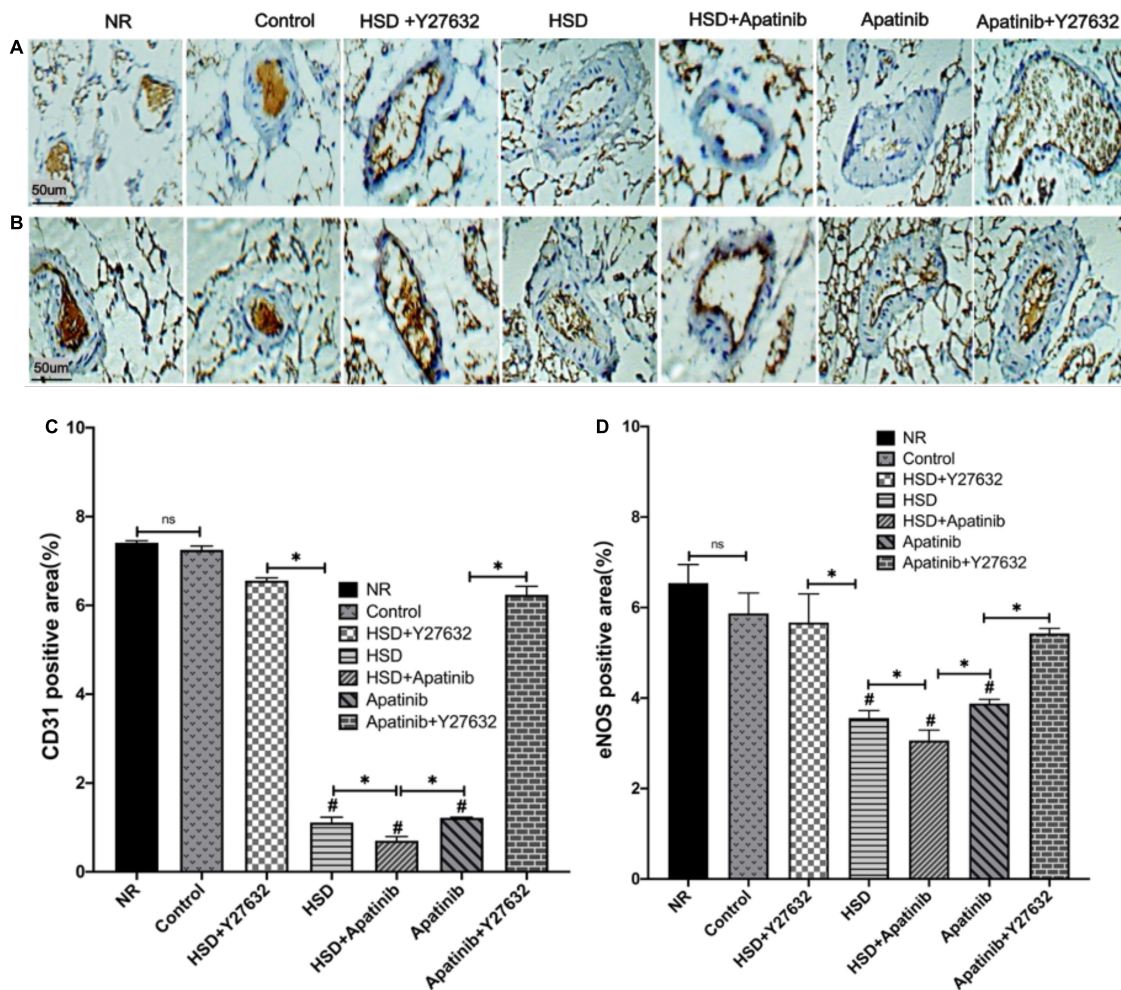 NR Control HSD +Y27632 HSD HSD+Apatinib Apatinib Apatinib+Y27632
A
50um
B
50um
C
10
8
6
4
2
0
CD31 positive area(%)
ns
*
*
*
*
#
#
#
NR
Control
HSD+Y27632
HSD
HSD+Apatinib
Apatinib
Apatinib+Y27632
NR
Control
HSD+Y27632
HSD
HSD+Apatinib
Apatinib
Apatinib+Y27632
D
10
8
6
4
2
0
eNOS positive area(%)
ns
*
*
*
*
#
#
#
NR
Control
HSD+Y27632
HSD
HSD+Apatinib
Apatinib
Apatinib+Y27632
NR
Control
HSD+Y27632
HSD
HSD+Apatinib
Apatinib
Apatinib+Y27632